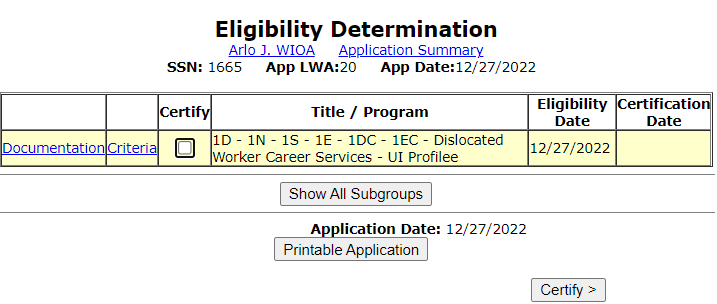 Eligibility Determination
Arlo J. WIOA Application Summary
SSN: 1665 App LWA:20 App Date:12/27/2022
Certify Title / Program Eligibility Date Certification Date
Documentation Criteria 1D - 1N - 1S - 1E - 1DC - 1EC - Dislocated Worker Career Services - UI Profilee 12/27/2022
Show All Subgroups
Application Date: 12/27/2022
Printable Application
Certify >